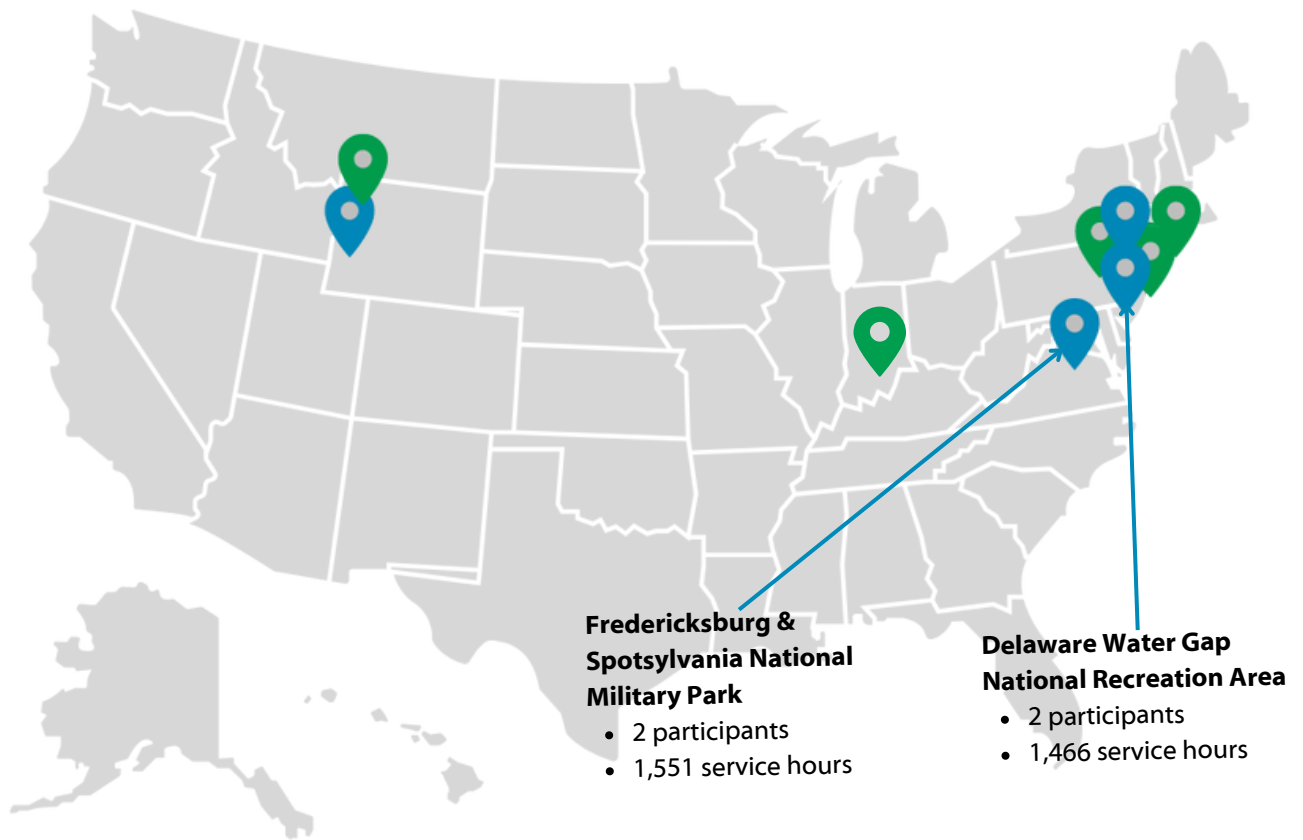 Fredericksburg &
Spotsylvania National
Military Park
• 2 participants
• 1,551 service hours
Delaware Water Gap
National Recreation Area
• 2 participants
• 1,466 service hours